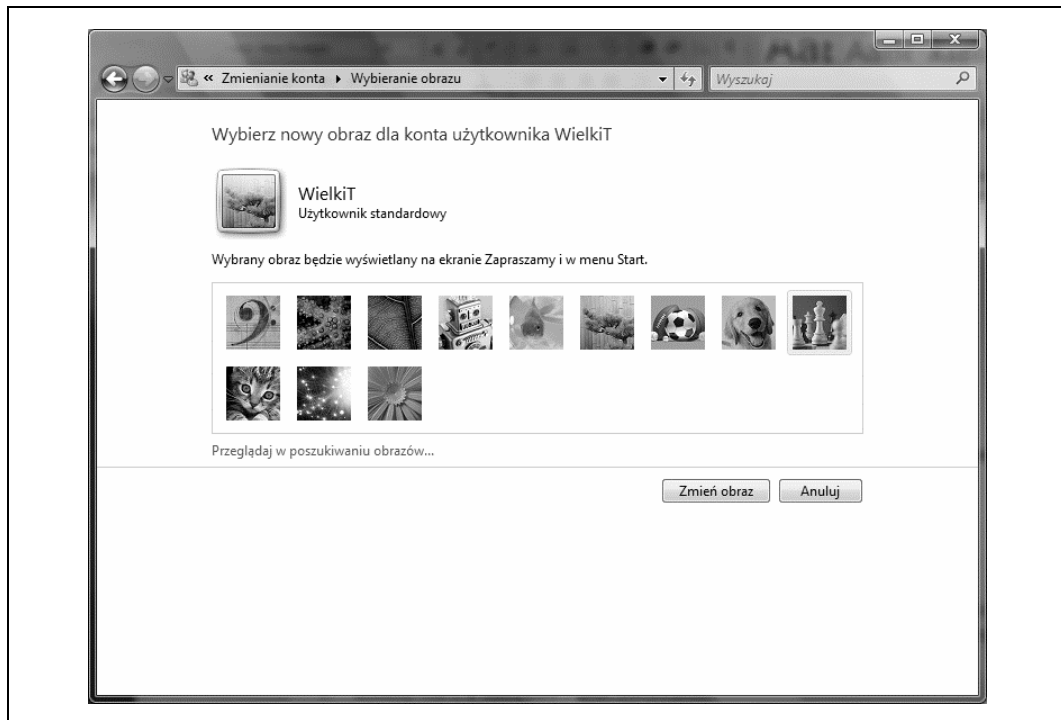 « Zmienianie konta ▸ Wybieranie obrazu
Wyszukaj
Wybierz nowy obraz dla konta użytkownika WielkiT
WielkiT
Użytkownik standardowy
Wybrany obraz będzie wyświetlany na ekranie Zapraszamy i w menu Start.
Przeglądaj w poszukiwaniu obrazów...
Zmień obraz Anuluj